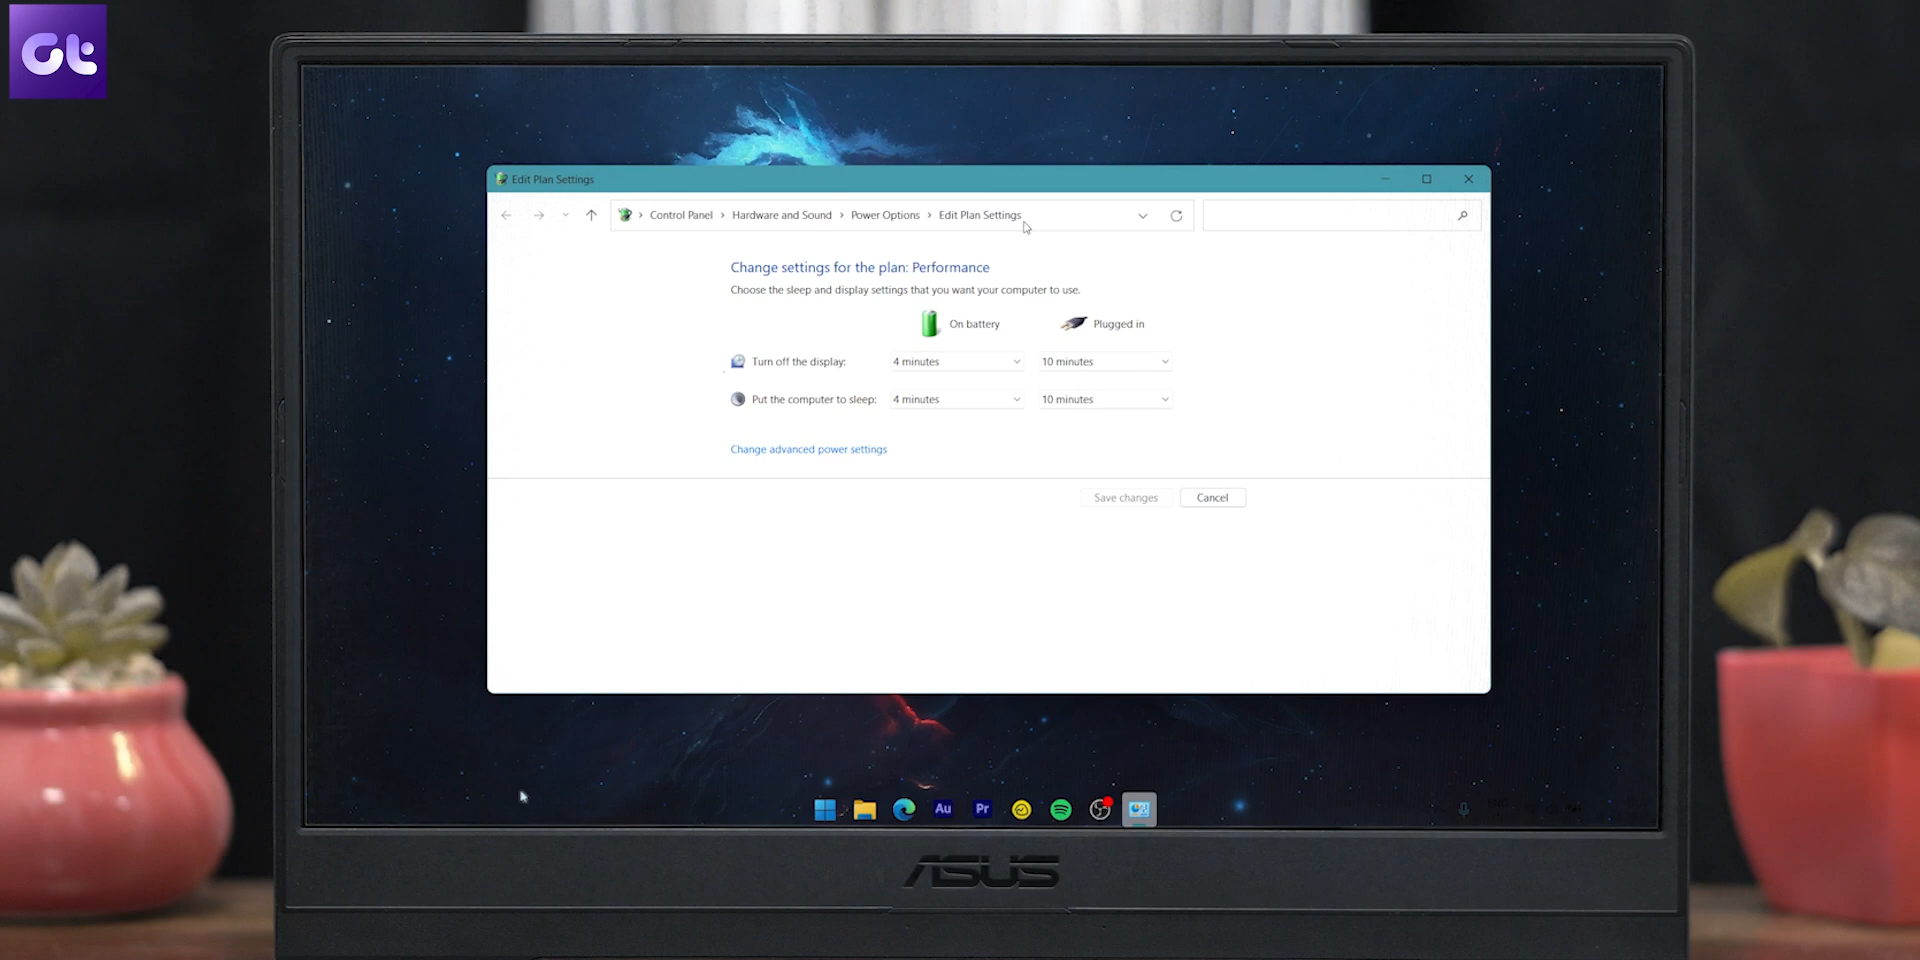 Gt
Edit Plan Settings
Control Panel > Hardware and Sound > Power Options > Edit Plan Settings
Change settings for the plan: Performance
Choose the sleep and display settings that you want your computer to use.
On battery Plugged in
Turn off the display: 4 minutes 10 minutes
Put the computer to sleep: 4 minutes 10 minutes
Change advanced power settings
Save changes Cancel
Au Pr
ASUS